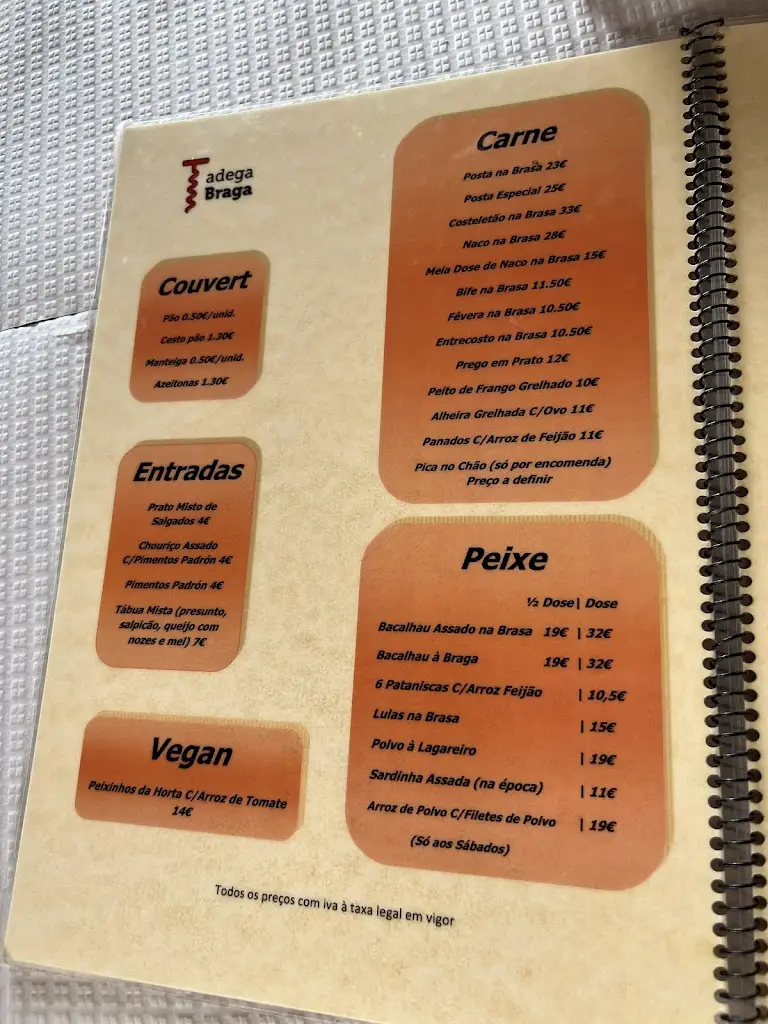 Tadega
Braga
Couvert
Pão 0.50€/unid.
Cesto pão 1.30€
Manteiga 0.50€/unid.
Azeitonas 1.30€
Entradas
Prato Misto de
Salgados 4€
Chouriço Assado
C/Pimentos Padrón 4€
Pimentos Padrón 4€
Tábua Mista (presunto,
salpicão, queijo com
nozes e mel) 7€
Vegan
Peixinhos da Horta C/Arroz de Tomate
14€
Carne
Posta na Brasa 23€
Posta Especial 25€
Costeletão na Brasa 33€
Naco na Brasa 28€
Meia Dose de Naco na Brasa 15€
Bife na Brasa 11.50€
Fêvera na Brasa 10.50€
Entrecosto na Brasa 10.50€
Prego em Prato 12€
Peito de Frango Grelhado 10€
Alheira Grelhada C/Ovo 11€
Panados C/Arroz de Feijão 11€
Pica no Chão (só por encomenda)
Preço a definir
Peixe
½ Dose| Dose
Bacalhau Assado na Brasa 19€ | 32€
Bacalhau à Braga 19€ | 32€
6 Pataniscas C/Arroz Feijão | 10,5€
Lulas na Brasa | 15€
Polvo à Lagareiro | 19€
Sardinha Assada (na época) | 11€
Arroz de Polvo C/Filetes de Polvo | 19€
(Só aos Sábados)
Todos os preços com iva à taxa legal em vigor